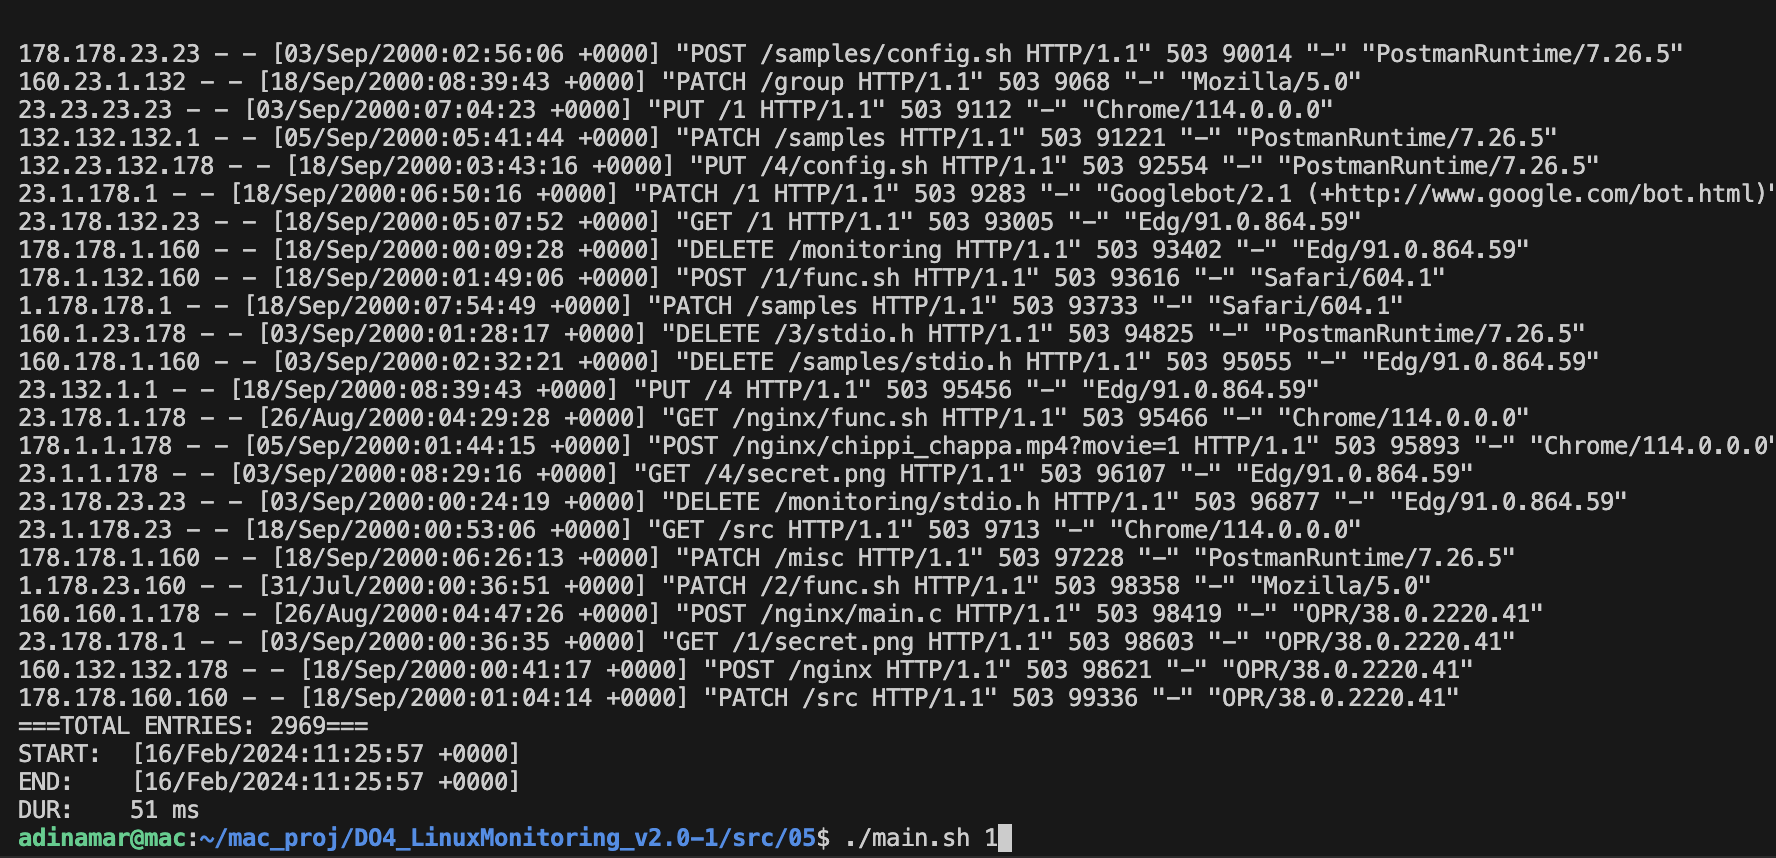 178.178.23.23 - - [03/Sep/2000:02:56:06 +0000] "POST /samples/config.sh HTTP/1.1" 503 90014 "-" "PostmanRuntime/7.26.5"
160.23.1.132 - - [18/Sep/2000:08:39:43 +0000] "PATCH /group HTTP/1.1" 503 9068 "-" "Mozilla/5.0"
23.23.23.23 - - [03/Sep/2000:07:04:23 +0000] "PUT /1 HTTP/1.1" 503 9112 "-" "Chrome/114.0.0.0"
132.132.132.1 - - [05/Sep/2000:05:41:44 +0000] "PATCH /samples HTTP/1.1" 503 91221 "-" "PostmanRuntime/7.26.5"
132.23.132.178 - - [18/Sep/2000:03:43:16 +0000] "PUT /4/config.sh HTTP/1.1" 503 92554 "-" "PostmanRuntime/7.26.5"
23.1.178.1 - - [18/Sep/2000:06:50:16 +0000] "PATCH /1 HTTP/1.1" 503 9283 "-" "Googlebot/2.1 (+http://www.google.com/bot.html)"
23.178.132.23 - - [18/Sep/2000:05:07:52 +0000] "GET /1 HTTP/1.1" 503 93005 "-" "Edg/91.0.864.59"
178.178.1.160 - - [18/Sep/2000:00:09:28 +0000] "DELETE /monitoring HTTP/1.1" 503 93402 "-" "Edg/91.0.864.59"
178.1.132.160 - - [18/Sep/2000:01:49:06 +0000] "POST /1/func.sh HTTP/1.1" 503 93616 "-" "Safari/604.1"
1.178.178.1 - - [18/Sep/2000:07:54:49 +0000] "PATCH /samples HTTP/1.1" 503 93733 "-" "Safari/604.1"
160.1.23.178 - - [03/Sep/2000:01:28:17 +0000] "DELETE /3/stdio.h HTTP/1.1" 503 94825 "-" "PostmanRuntime/7.26.5"
160.178.1.160 - - [03/Sep/2000:02:32:21 +0000] "DELETE /samples/stdio.h HTTP/1.1" 503 95055 "-" "Edg/91.0.864.59"
23.132.1.1 - - [18/Sep/2000:08:39:43 +0000] "PUT /4 HTTP/1.1" 503 95456 "-" "Edg/91.0.864.59"
23.178.1.178 - - [26/Aug/2000:04:29:28 +0000] "GET /nginx/func.sh HTTP/1.1" 503 95466 "-" "Chrome/114.0.0.0"
178.1.1.178 - - [05/Sep/2000:01:44:15 +0000] "POST /nginx/chippi_chappa.mp4?movie=1 HTTP/1.1" 503 95893 "-" "Chrome/114.0.0.0"
23.1.1.178 - - [03/Sep/2000:08:29:16 +0000] "GET /4/secret.png HTTP/1.1" 503 96107 "-" "Edg/91.0.864.59"
23.178.23.23 - - [03/Sep/2000:00:24:19 +0000] "DELETE /monitoring/stdio.h HTTP/1.1" 503 96877 "-" "Edg/91.0.864.59"
23.1.178.23 - - [18/Sep/2000:00:53:06 +0000] "GET /src HTTP/1.1" 503 9713 "-" "Chrome/114.0.0.0"
178.178.1.160 - - [18/Sep/2000:06:26:13 +0000] "PATCH /misc HTTP/1.1" 503 97228 "-" "PostmanRuntime/7.26.5"
1.178.23.160 - - [31/Jul/2000:00:36:51 +0000] "PATCH /2/func.sh HTTP/1.1" 503 98358 "-" "Mozilla/5.0"
160.160.1.178 - - [26/Aug/2000:04:47:26 +0000] "POST /nginx/main.c HTTP/1.1" 503 98419 "-" "OPR/38.0.2220.41"
23.178.178.1 - - [03/Sep/2000:00:36:35 +0000] "GET /1/secret.png HTTP/1.1" 503 98603 "-" "OPR/38.0.2220.41"
160.132.132.178 - - [18/Sep/2000:00:41:17 +0000] "POST /nginx HTTP/1.1" 503 98621 "-" "OPR/38.0.2220.41"
178.178.160.160 - - [18/Sep/2000:01:04:14 +0000] "PATCH /src HTTP/1.1" 503 99336 "-" "OPR/38.0.2220.41"
===TOTAL ENTRIES: 2969===
START:  [16/Feb/2024:11:25:57 +0000]
END:    [16/Feb/2024:11:25:57 +0000]
DUR:    51 ms
adinamar@mac:~/mac_proj/DO4_LinuxMonitoring_v2.0-1/src/05$ ./main.sh 1